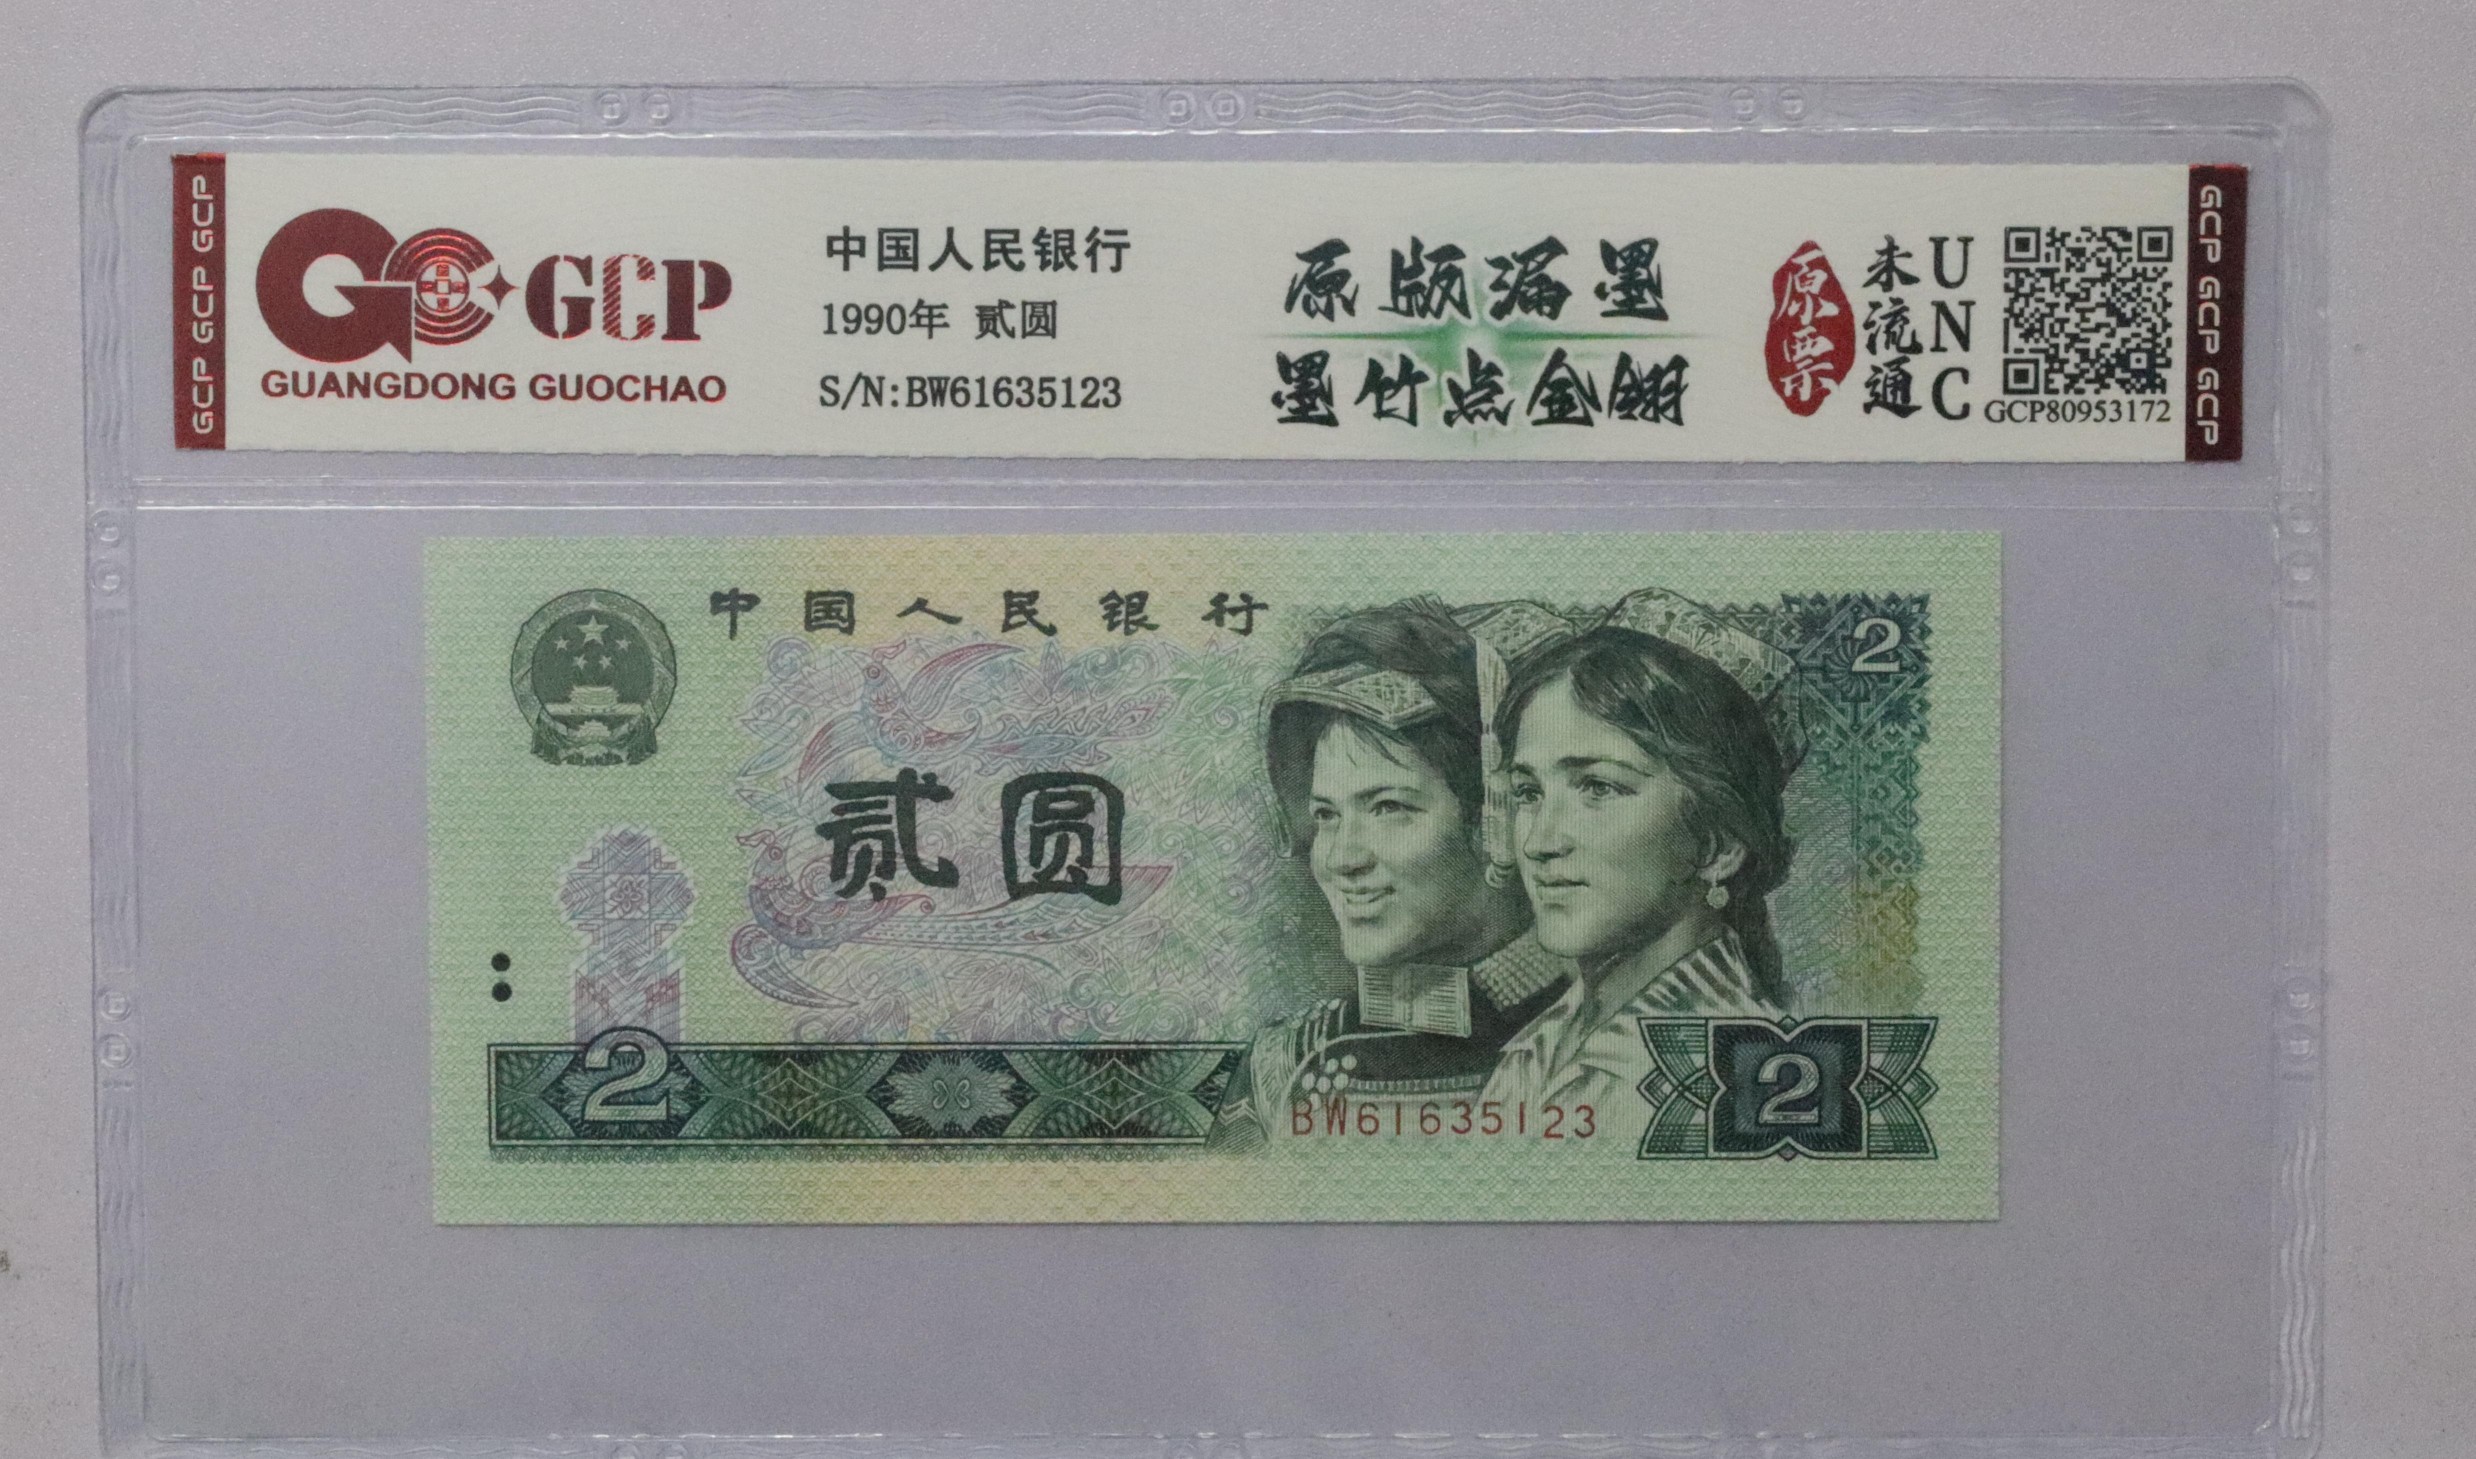 GCP GCP GCP
GCP
GUANGDONG GUOCHAO
中国人民银行
1990年 贰圆
S/N:BW61635123
原版漏墨
墨竹点金翎
原票
未流通
UNC
GCP80953172
GCP GCP GCP
中国人民银行
2
贰圆
2
BW61635123
2